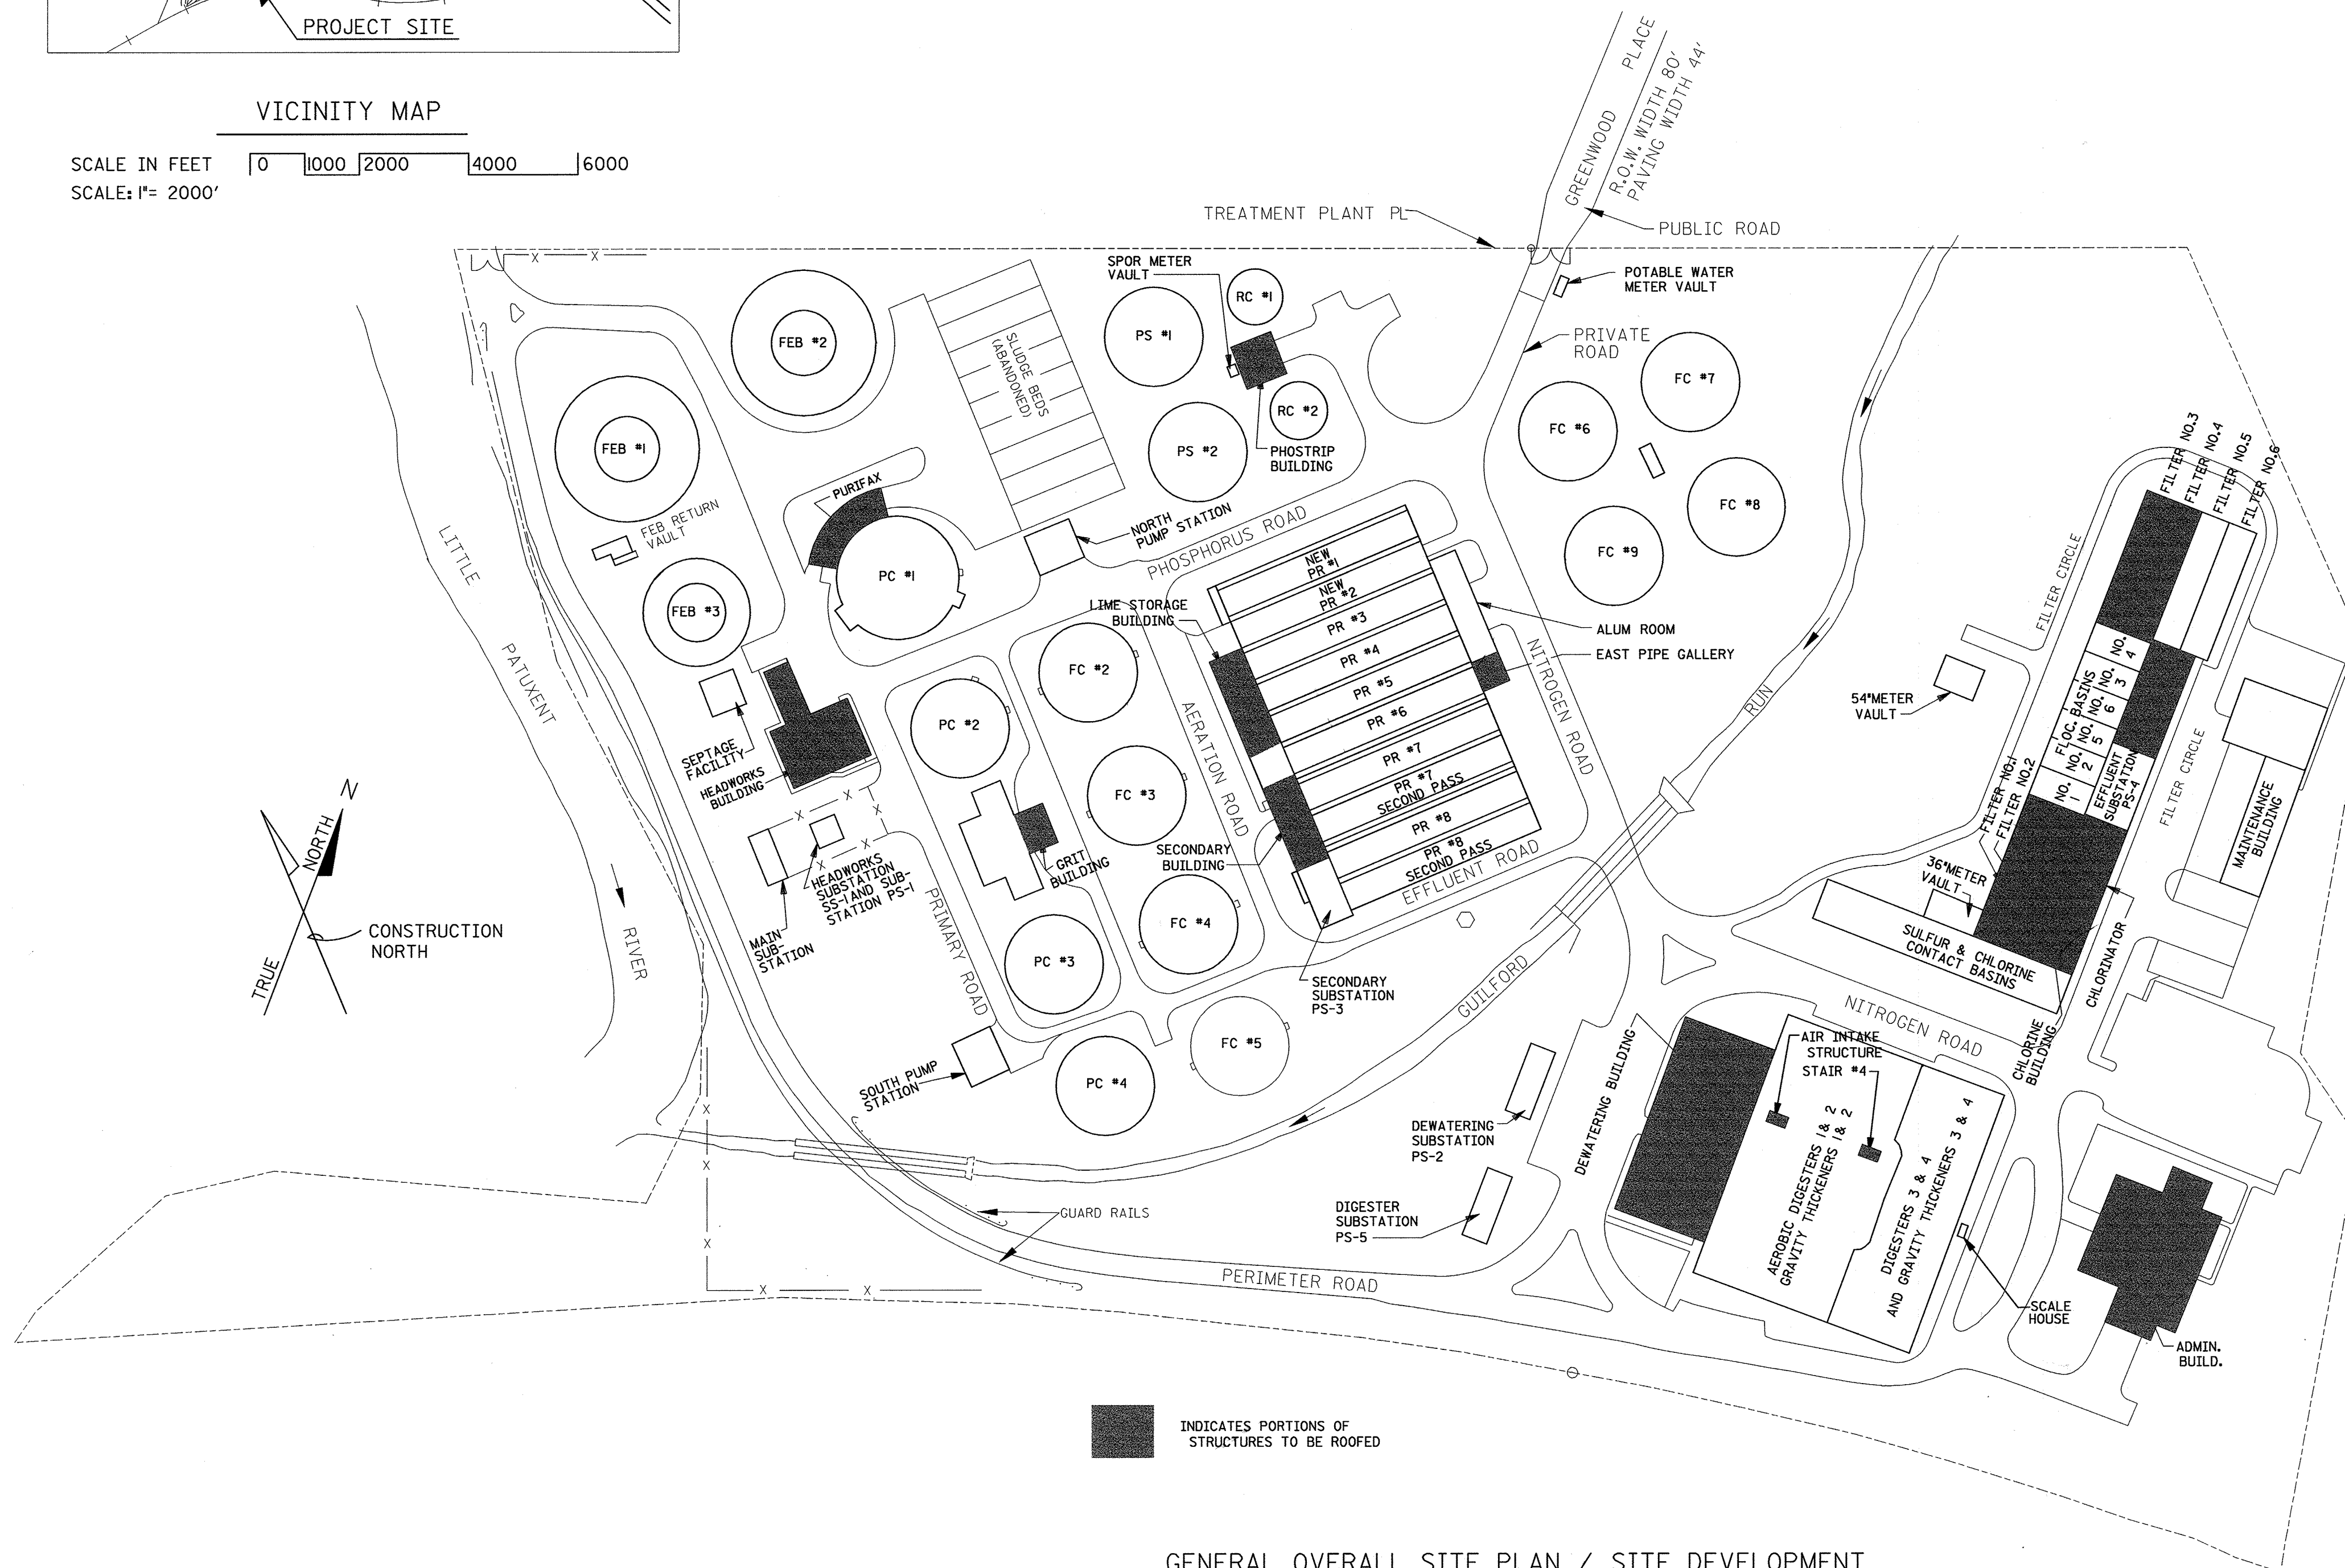 PROJECT SITE
VICINITY MAP
SCALE IN FEET
0 1000 2000 4000 6000
SCALE: 1"= 2000'
GREENWOOD PLACE
R.O.W. WIDTH 80'
PAVING WIDTH 44'
TREATMENT PLANT PL
PUBLIC ROAD
POTABLE WATER
METER VAULT
PRIVATE
ROAD
SPOR METER
VAULT
RC #1
PS #1
FEB #2
SLUDGE BEDS
(ABANDONED)
RC #2
PS #2
PHOSTRIP
BUILDING
FC #7
FC #6
FC #8
FC #9
FEB #1
FEB RETURN
VAULT
PURIFAX
PC #1
NORTH
PUMP STATION
PHOSPHORUS ROAD
FEB #3
LITTLE
PATUXENT
RIVER
LIME STORAGE
BUILDING
NEW
PR #1
NEW
PR #2
PR #3
PR #4
PR #5
PR #6
PR #7
PR #7
SECOND PASS
PR #8
PR #8
SECOND PASS
ALUM ROOM
EAST PIPE GALLERY
NITROGEN ROAD
RUN
SEPTAGE
FACILITY
HEADWORKS
BUILDING
PC #2
FC #2
FC #3
AERATION ROAD
SECONDARY
BUILDING
GRIT
BUILDING
HEADWORKS
SUBSTATION
SS-1 AND SUB-
STATION PS-1
MAIN
SUB-
STATION
PRIMARY ROAD
FC #4
PC #3
EFFLUENT ROAD
SECONDARY
SUBSTATION
PS-3
GUILFORD
N
NORTH
TRUE
CONSTRUCTION
NORTH
SOUTH PUMP
STATION
PC #4
FC #5
FILTER NO.3
FILTER NO.4
FILTER NO.5
FILTER NO.6
FILTER CIRCLE
54" METER
VAULT
FLOC. BASINS
NO.
4
NO.
3
NO.
6
NO.
5
NO.
2
NO.
1
EFFLUENT
SUBSTATION
PS-4
FILTER NO.1
FILTER NO.2
FILTER CIRCLE
MAINTENANCE
BUILDING
36" METER
VAULT
SULFUR & CHLORINE
CONTACT BASINS
CHLORINATOR
CHLORINE
BUILDING
NITROGEN ROAD
DEWATERING BUILDING
AIR INTAKE
STRUCTURE
STAIR #4
AEROBIC DIGESTERS 1 & 2
GRAVITY THICKENERS 1 & 2
DIGESTERS 3 & 4
AND GRAVITY THICKENERS 3 & 4
DEWATERING
SUBSTATION
PS-2
DIGESTER
SUBSTATION
PS-5
GUARD RAILS
PERIMETER ROAD
SCALE
HOUSE
ADMIN.
BUILD.
INDICATES PORTIONS OF
STRUCTURES TO BE ROOFED
GENERAL OVERALL SITE PLAN / SITE DEVELOPMENT